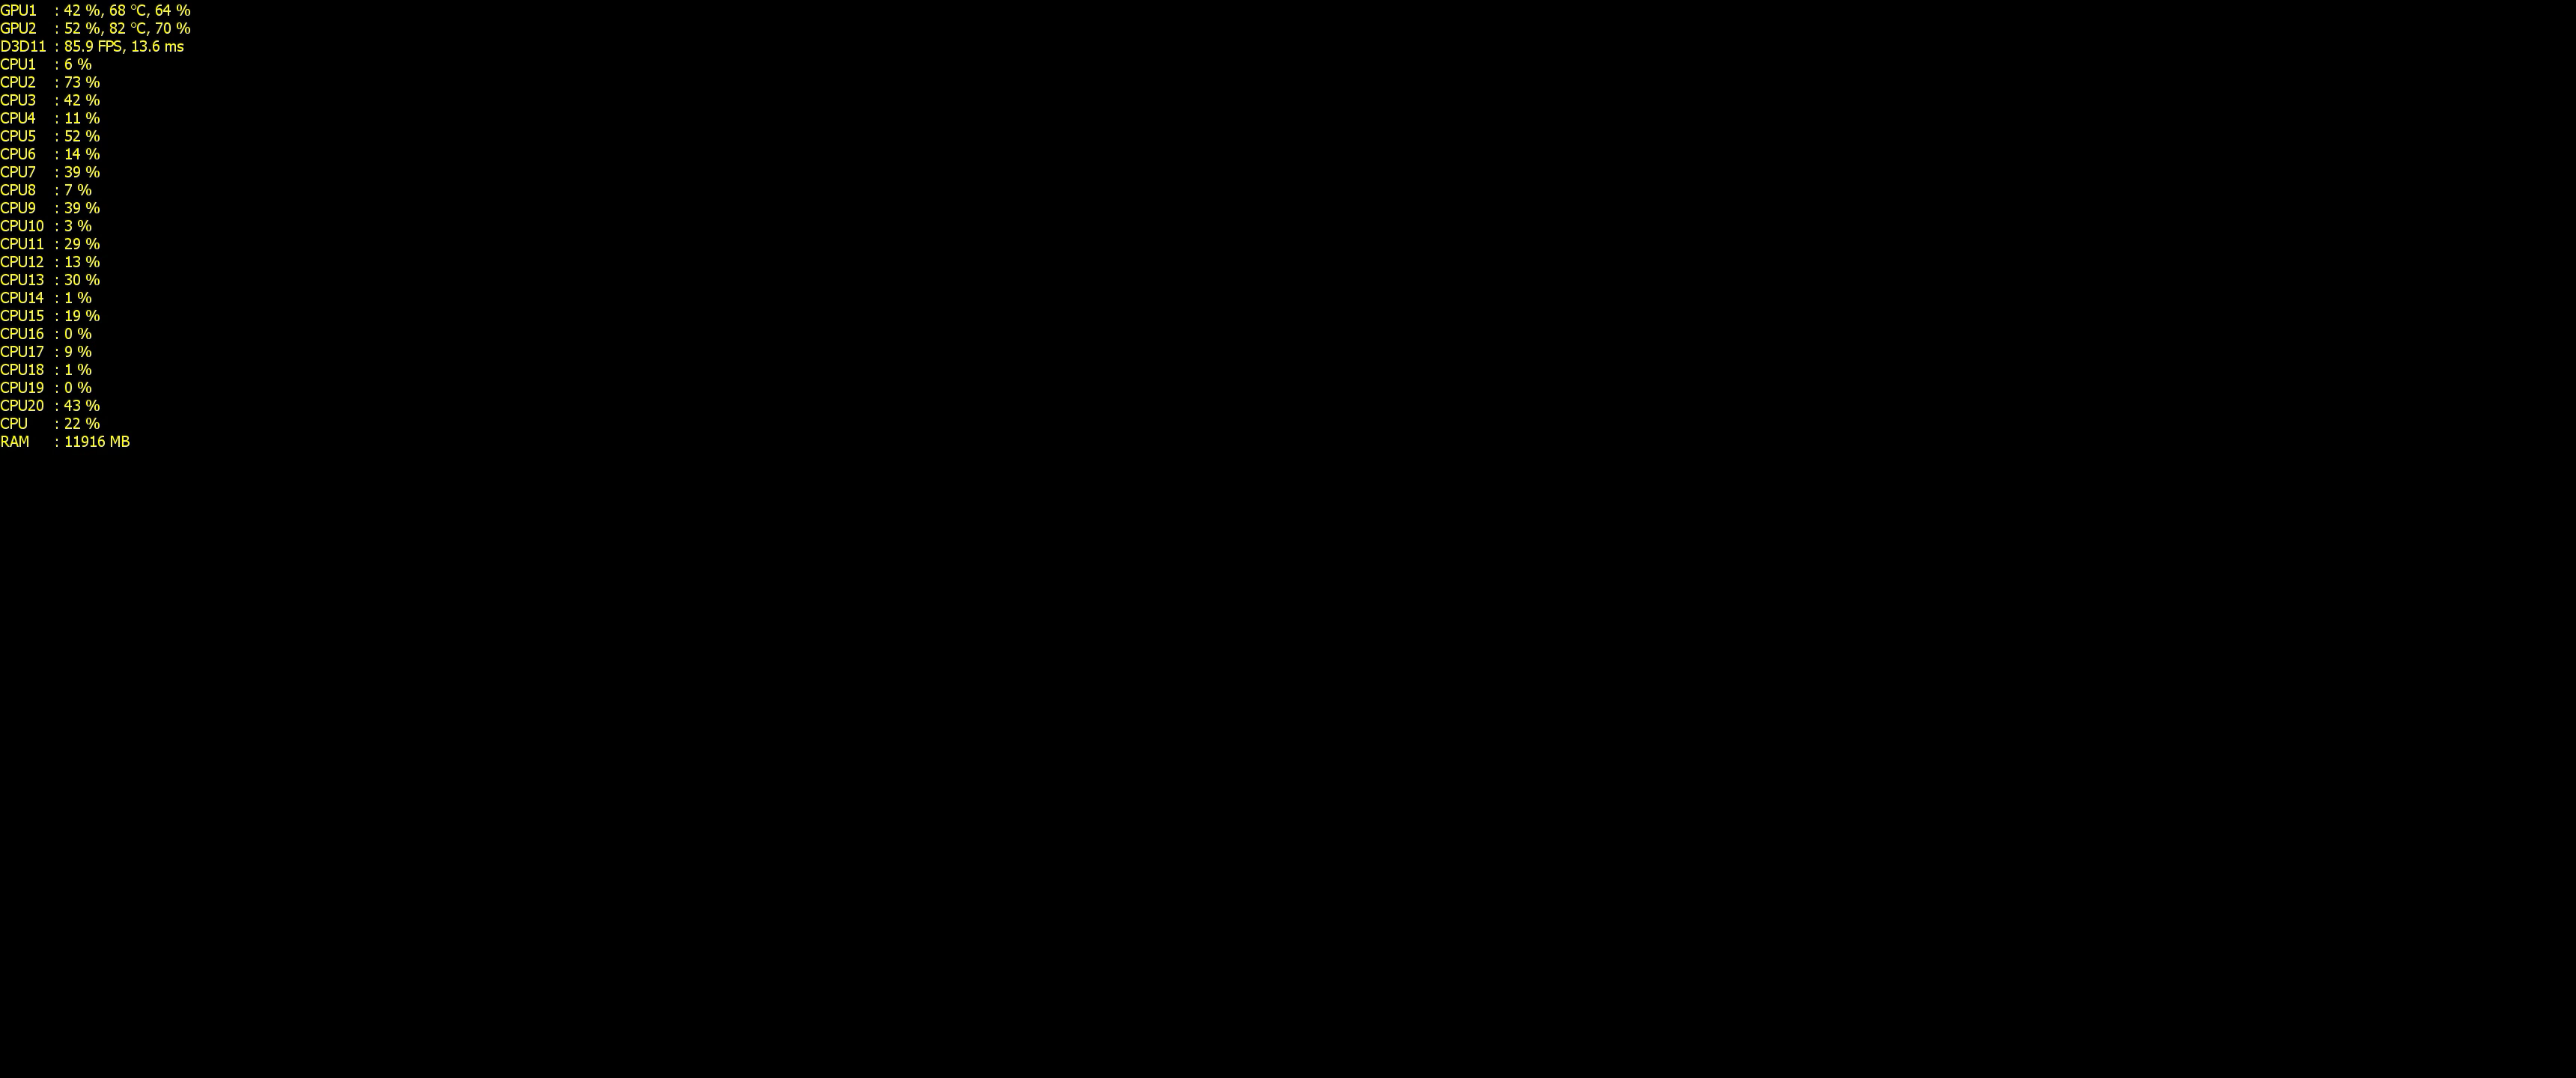 GPU1 : 42 %, 68 °C, 64 %
GPU2 : 52 %, 82 °C, 70 %
D3D11 : 85.9 FPS, 13.6 ms
CPU1 : 6 %
CPU2 : 73 %
CPU3 : 42 %
CPU4 : 11 %
CPU5 : 52 %
CPU6 : 14 %
CPU7 : 39 %
CPU8 : 7 %
CPU9 : 39 %
CPU10 : 3 %
CPU11 : 29 %
CPU12 : 13 %
CPU13 : 30 %
CPU14 : 1 %
CPU15 : 19 %
CPU16 : 0 %
CPU17 : 9 %
CPU18 : 1 %
CPU19 : 0 %
CPU20 : 43 %
CPU : 22 %
RAM : 11916 MB